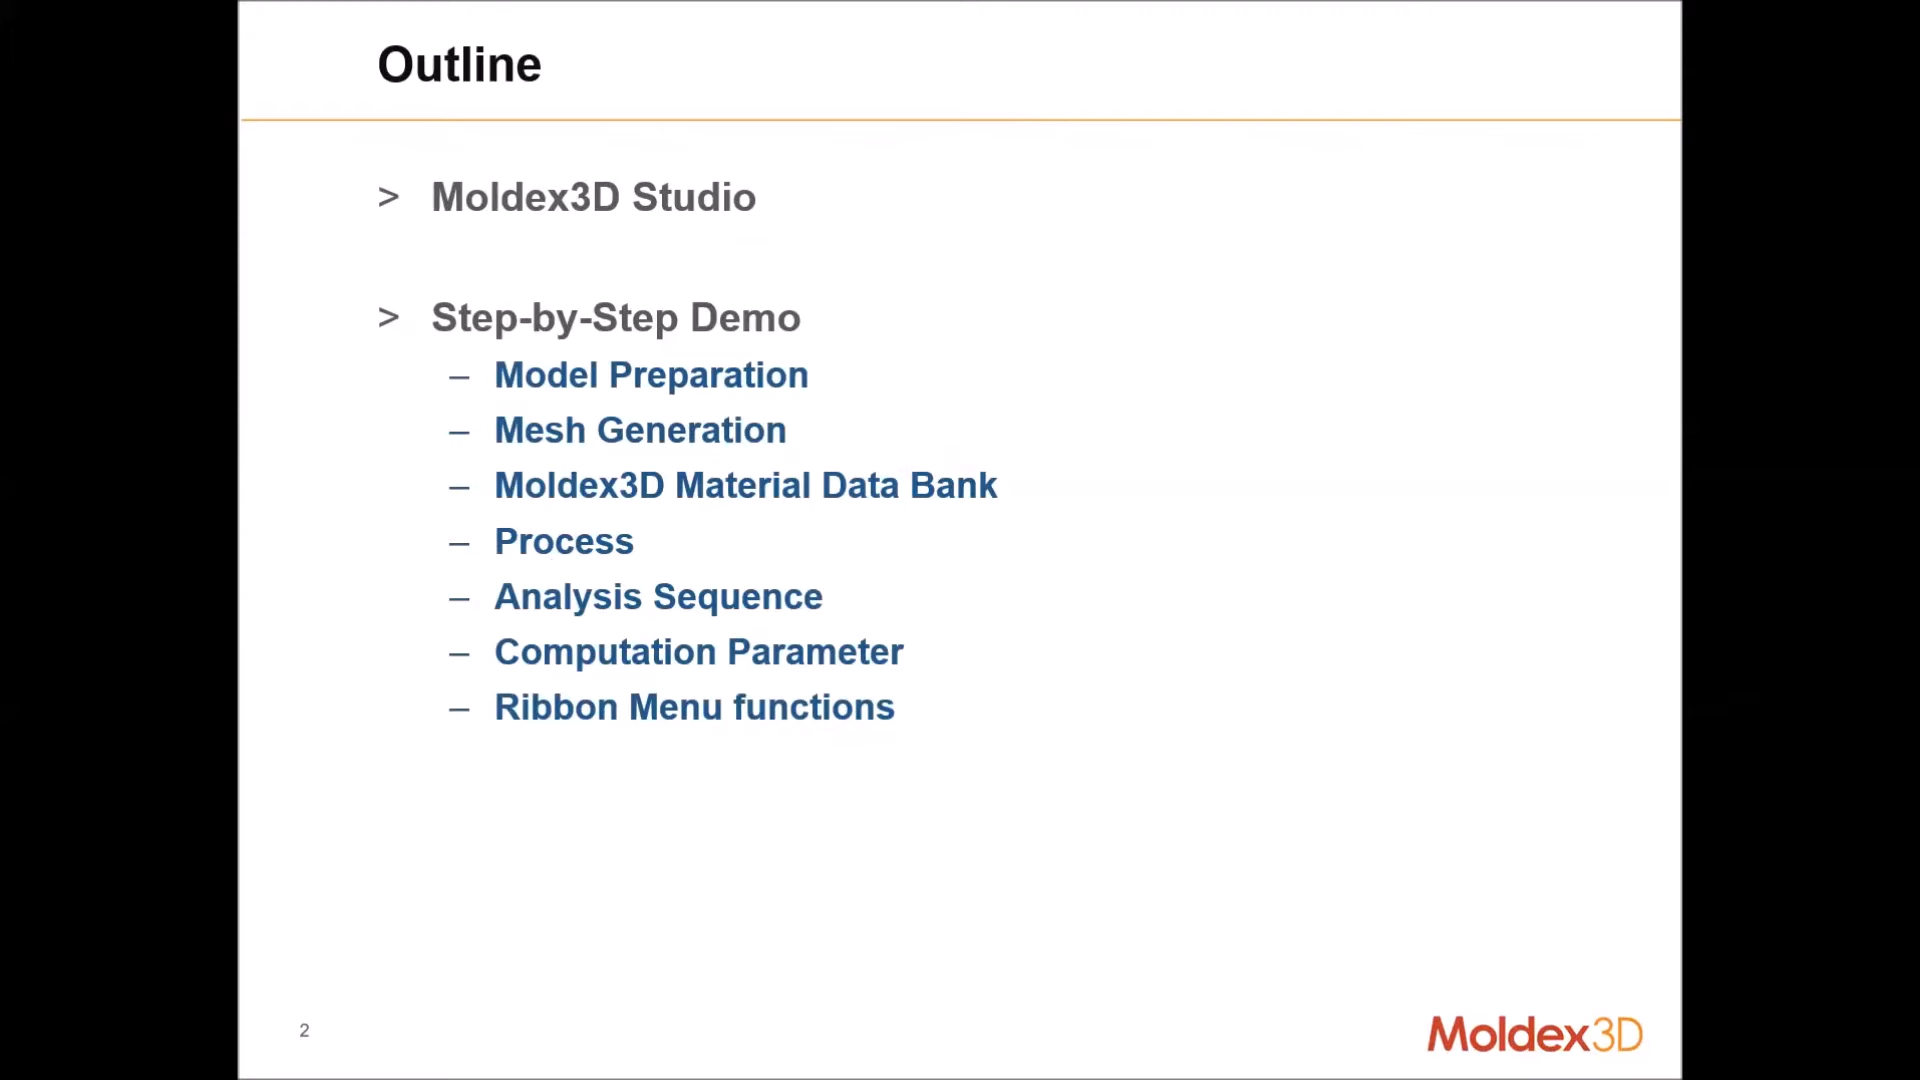 Outline
> Moldex3D Studio
> Step-by-Step Demo
– Model Preparation
– Mesh Generation
– Moldex3D Material Data Bank
– Process
– Analysis Sequence
– Computation Parameter
– Ribbon Menu functions
2
Moldex3D